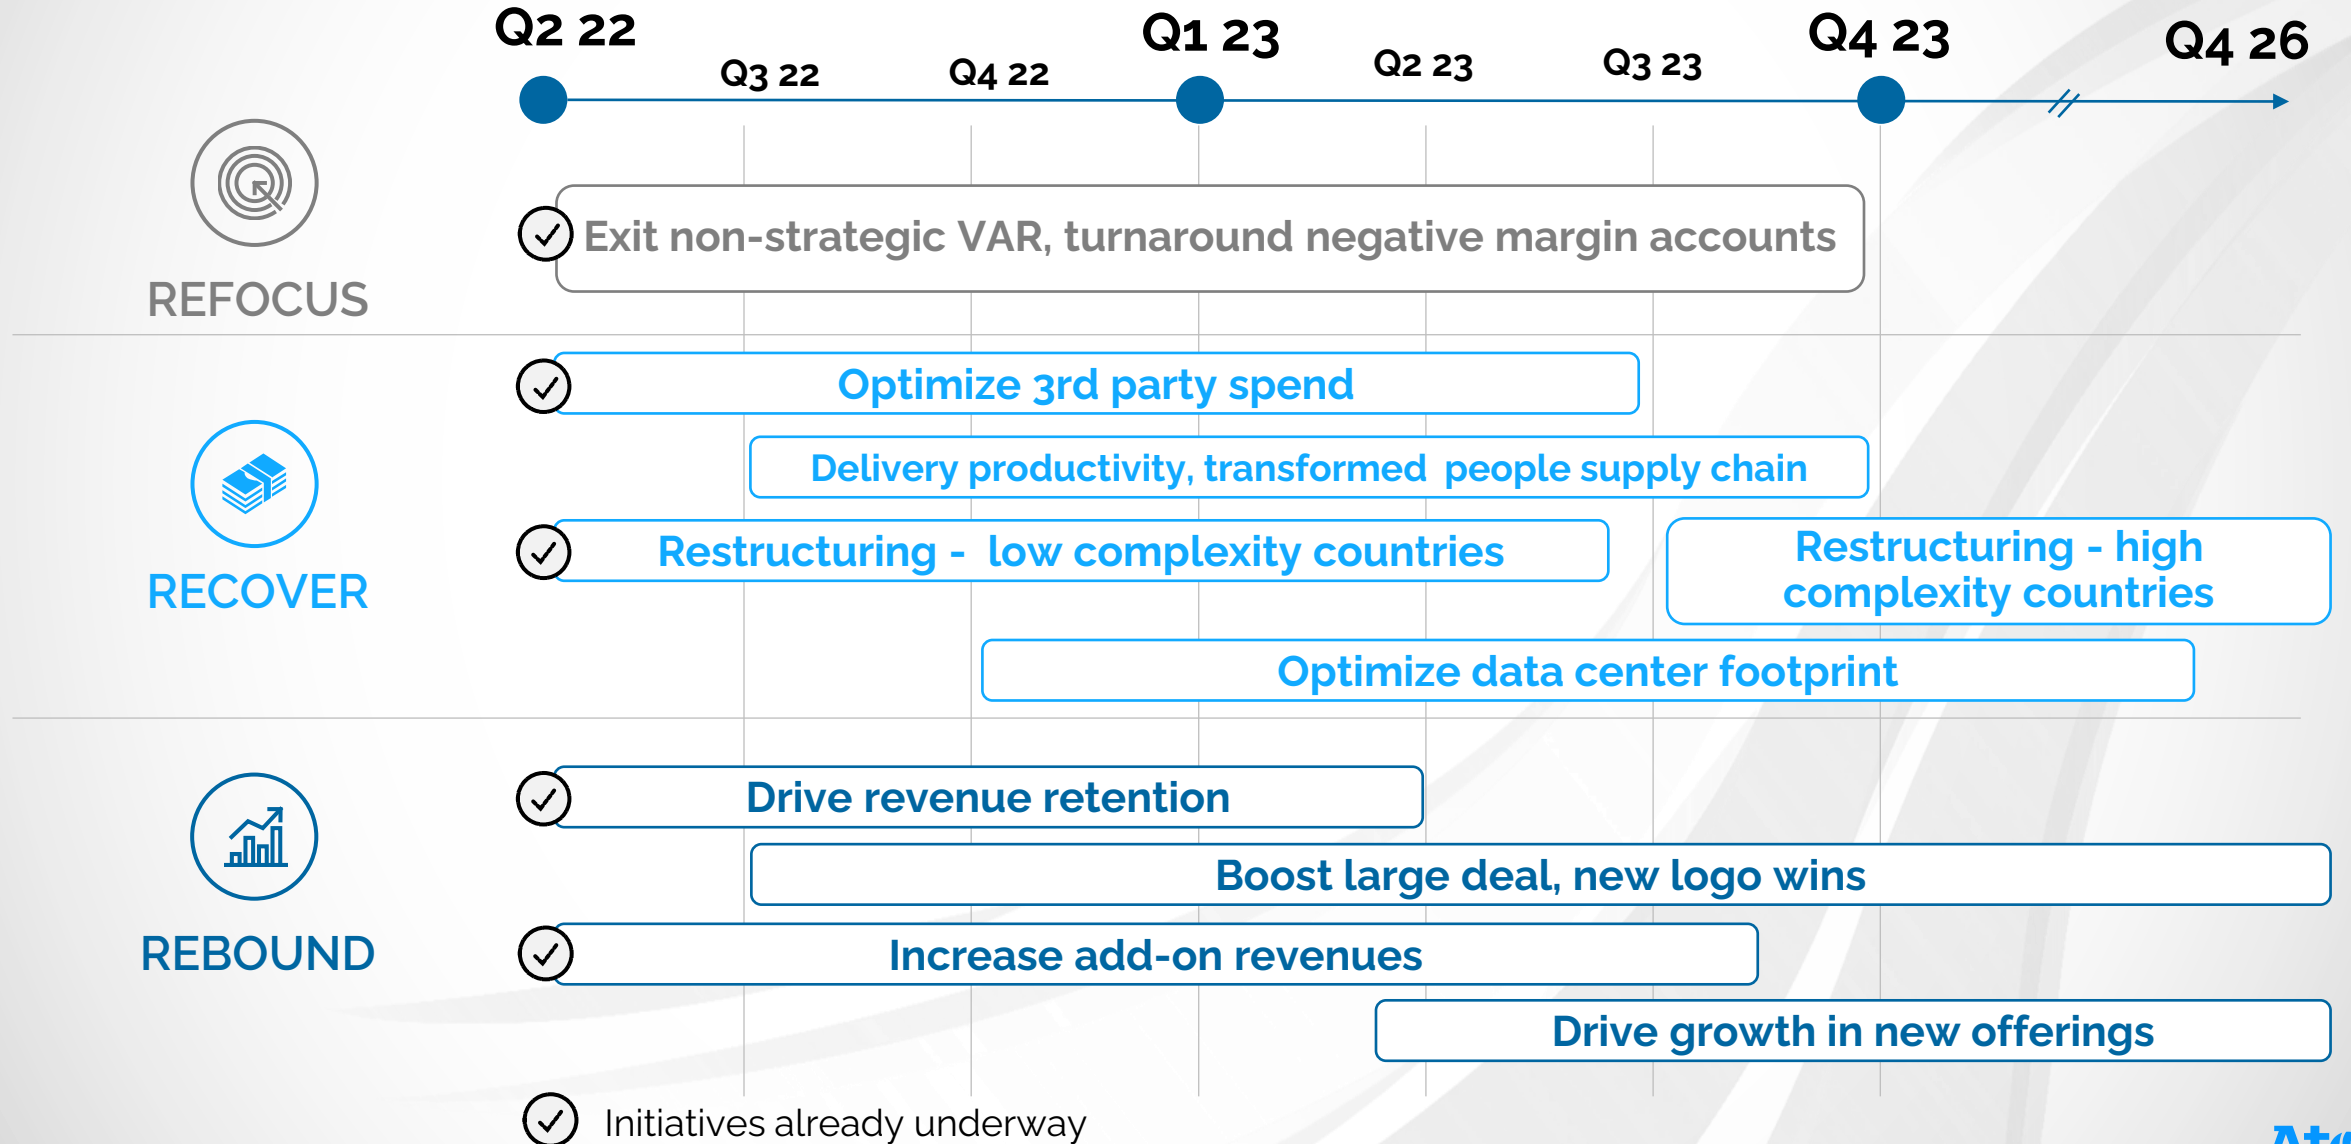 Q2 22
Q3 22
Q4 22
Q1 23
Q2 23
Q3 23
Q4 23
Q4 26
REFOCUS
Exit non-strategic VAR, turnaround negative margin accounts
RECOVER
Optimize 3rd party spend
Delivery productivity, transformed people supply chain
Restructuring - low complexity countries
Restructuring - high
complexity countries
Optimize data center footprint
REBOUND
Drive revenue retention
Boost large deal, new logo wins
Increase add-on revenues
Drive growth in new offerings
Initiatives already underway